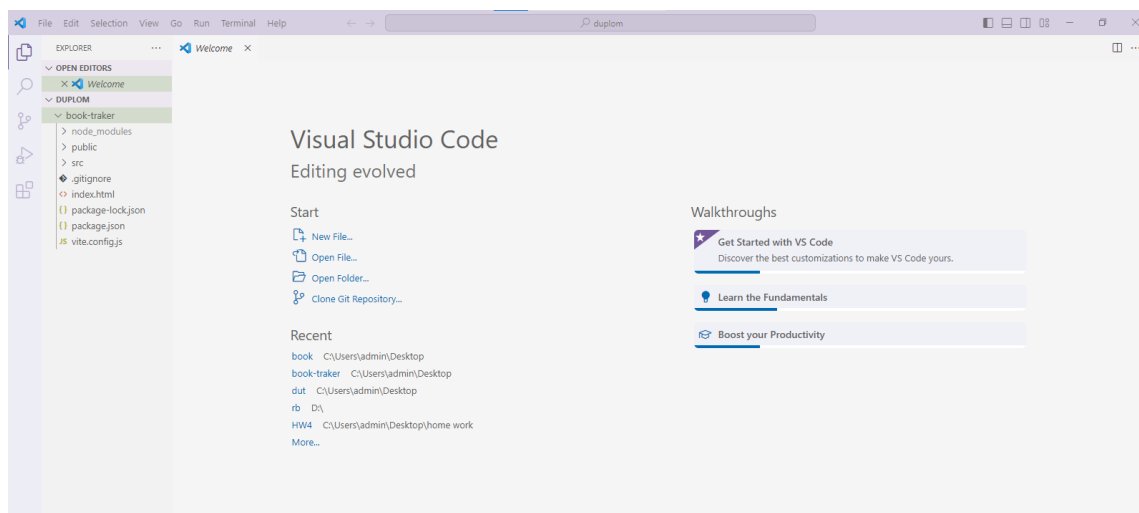 File Edit Selection View Go Run Terminal Help
duplom
EXPLORER ...
OPEN EDITORS
Welcome
DUPLOM
book-traker
node_modules
public
src
.gitignore
index.html
package-lock.json
package.json
JS vite.config.js
Welcome
Visual Studio Code
Editing evolved
Start
New File...
Open File...
Open Folder...
Clone Git Repository...
Recent
book C:\Users\admin\Desktop
book-traker C:\Users\admin\Desktop
dut C:\Users\admin\Desktop
rb D:\
HW4 C:\Users\admin\Desktop\home work
More...
Walkthroughs
Get Started with VS Code
Discover the best customizations to make VS Code yours.
Learn the Fundamentals
Boost your Productivity